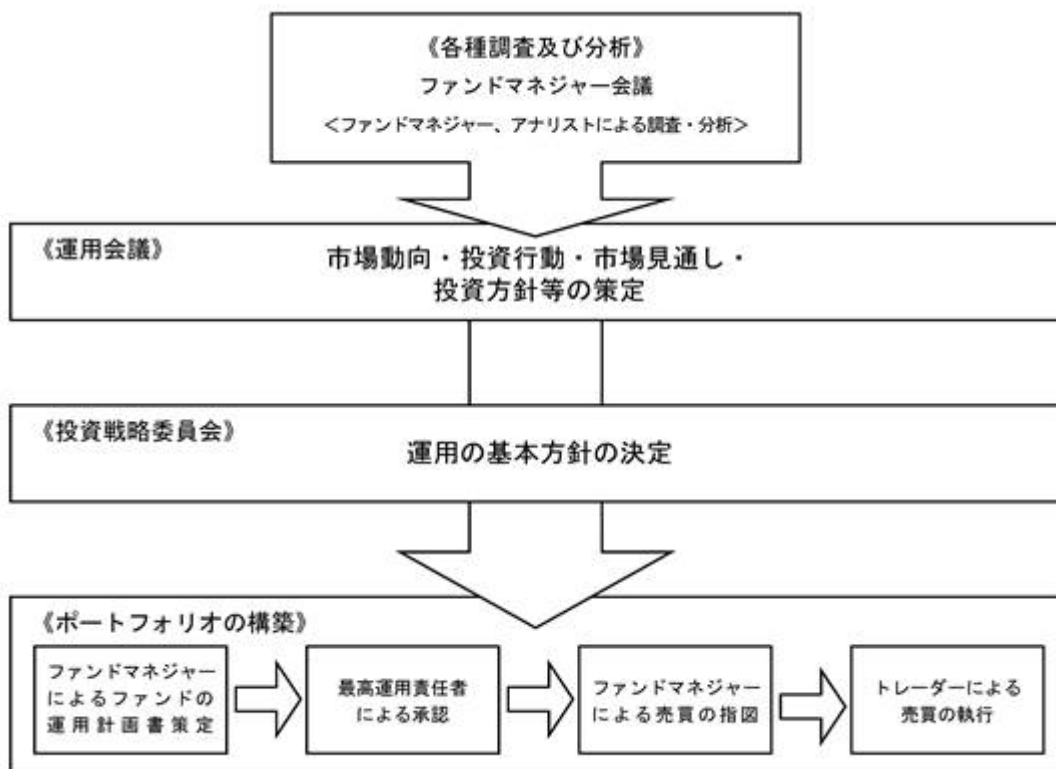 《各種調査及び分析》
ファンドマネジャー会議
＜ファンドマネジャー、アナリストによる調査・分析＞
《運用会議》
市場動向・投資行動・市場見通し・
投資方針等の策定
《投資戦略委員会》
運用の基本方針の決定
《ポートフォリオの構築》
ファンドマネジャー
によるファンドの
運用計画書策定
最高運用責任者
による承認
ファンドマネジャー
による売買の指図
トレーダーによる
売買の執行